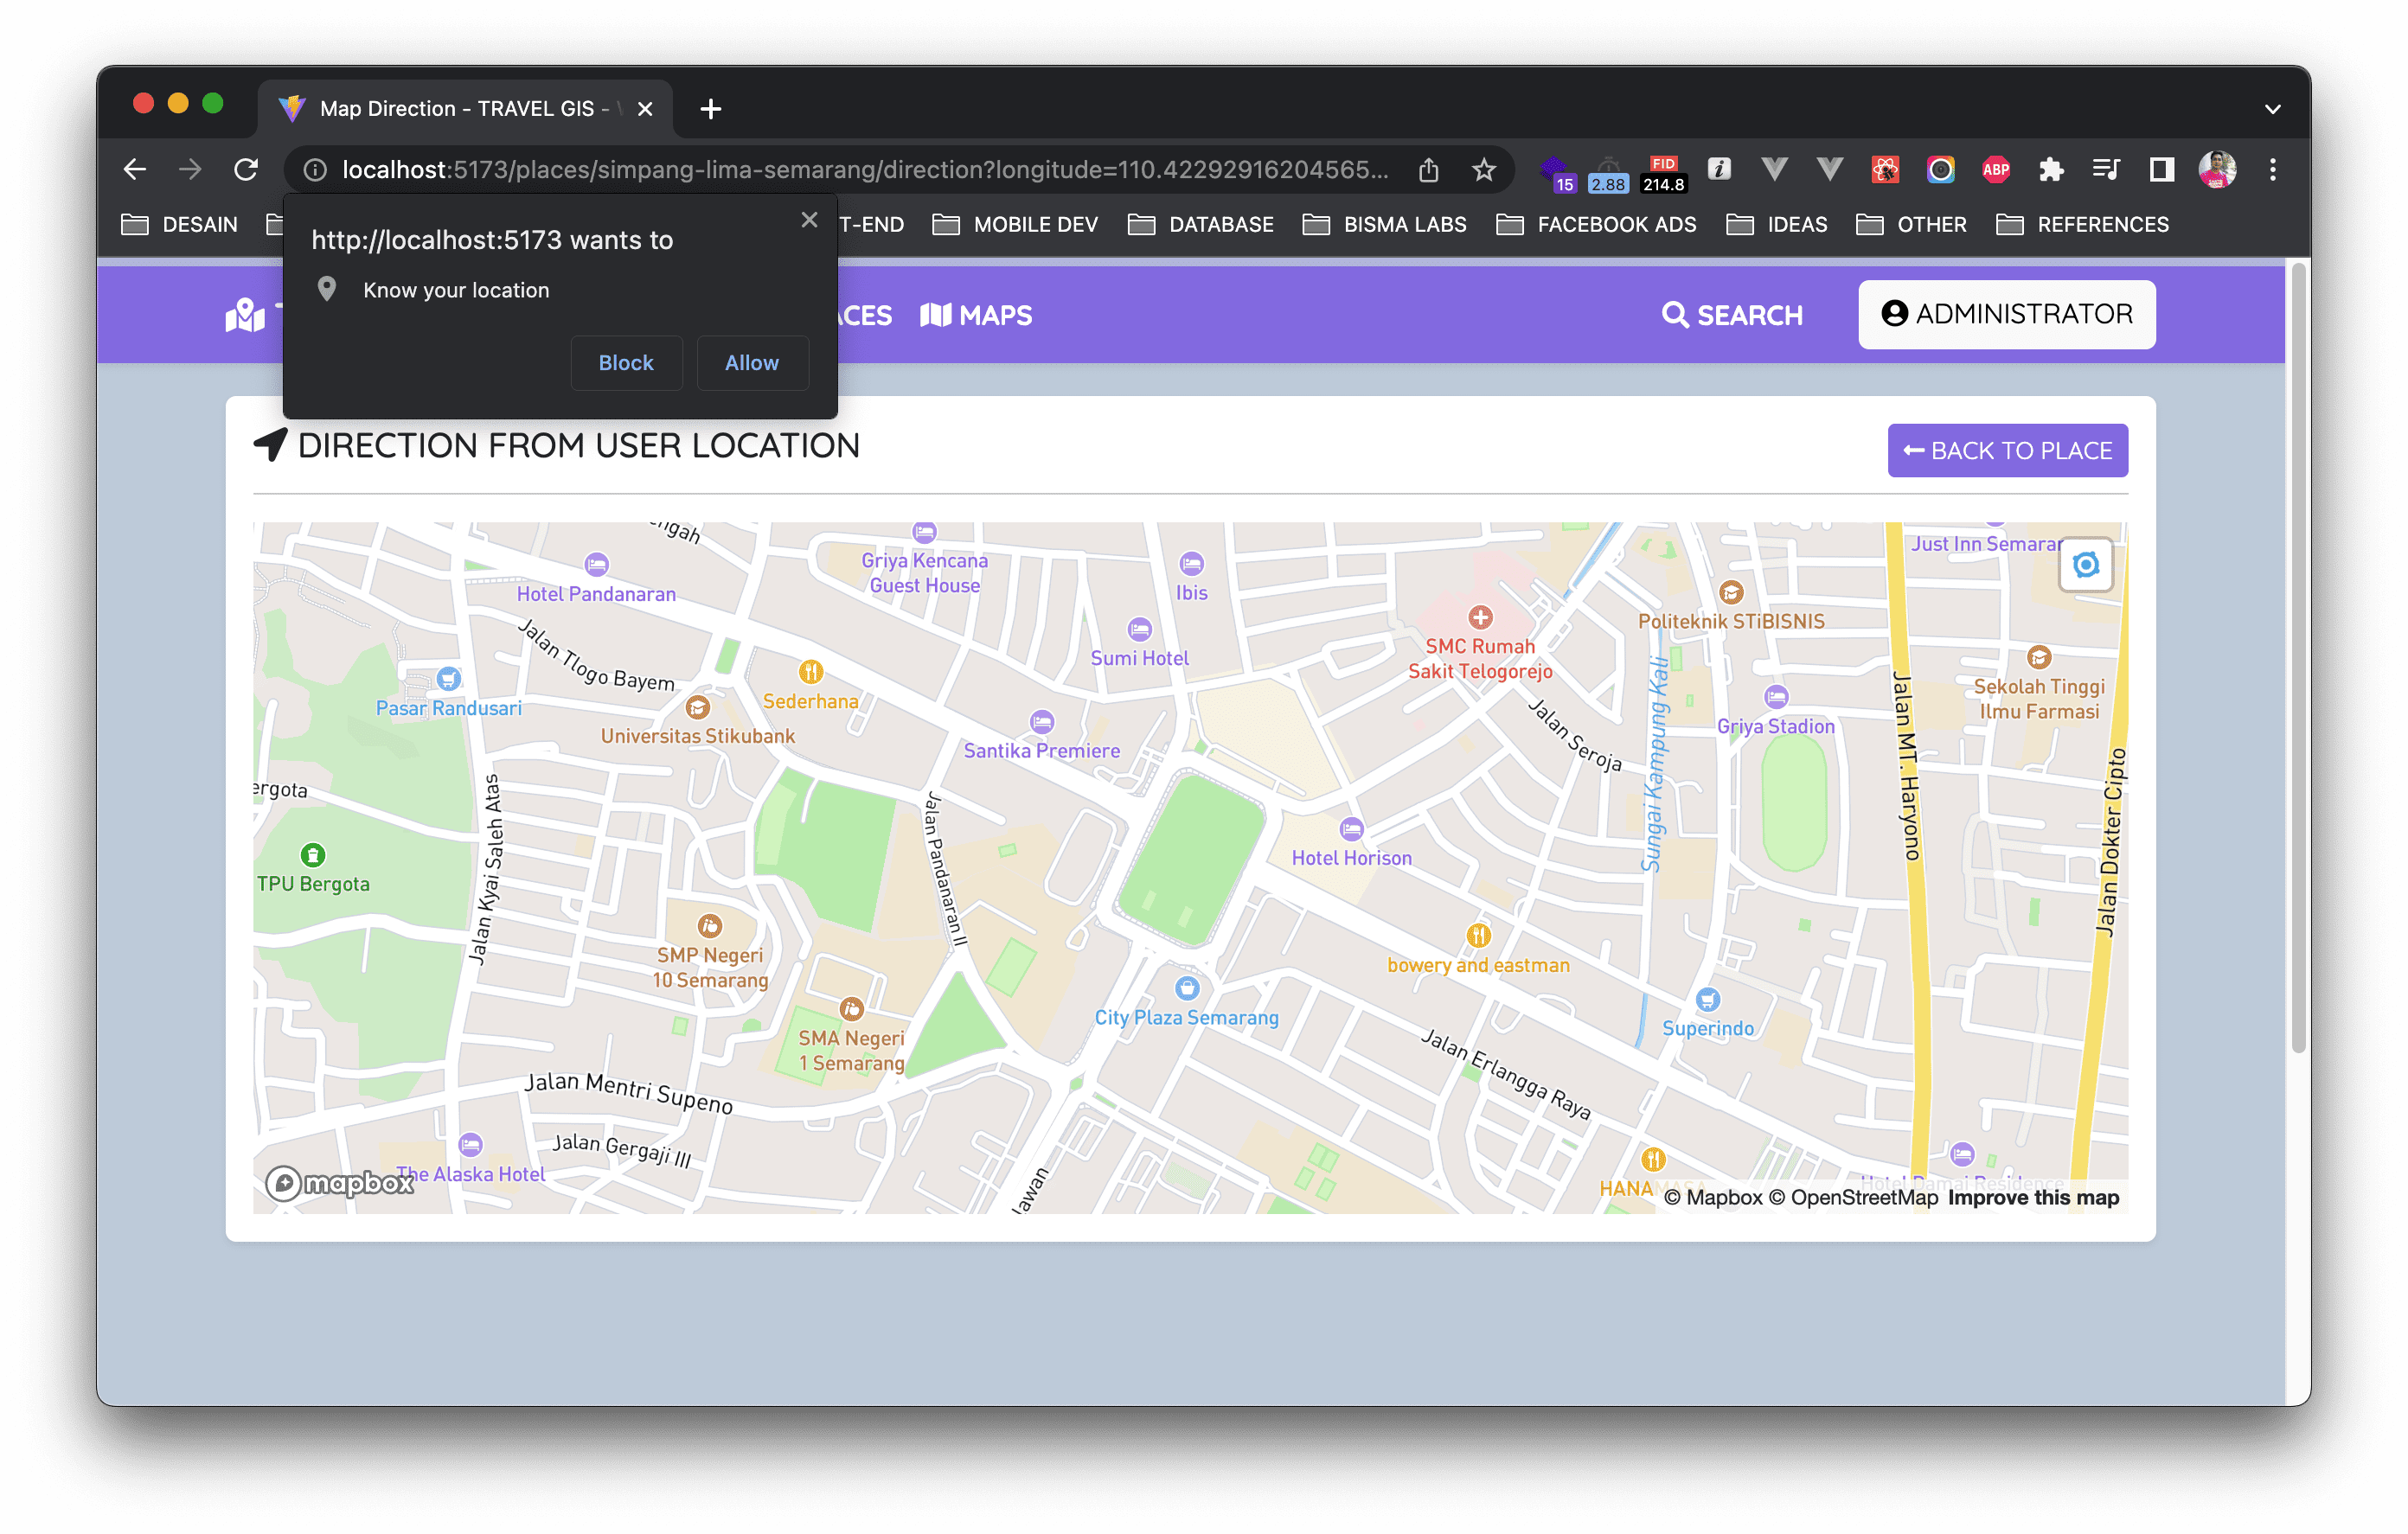 Map Direction - TRAVEL GIS -
localhost:5173/places/simpang-lima-semarang/direction?longitude=110.42292916204565...
15
2.88
FID
214.8
ABP
DESAIN
T-END
MOBILE DEV
DATABASE
BISMA LABS
FACEBOOK ADS
IDEAS
OTHER
REFERENCES
http://localhost:5173 wants to
Know your location
Block
Allow
MAPS
SEARCH
ADMINISTRATOR
DIRECTION FROM USER LOCATION
BACK TO PLACE
Griya Kencana
Guest House
Hotel Pandanaran
Ibis
Just Inn Semarang
Politeknik STiBISNIS
Jalan Tlogo Bayem
Sumi Hotel
SMC Rumah
Sakit Telogorejo
Sekolah Tinggi
Ilmu Farmasi
Pasar Randusari
Sederhana
Universitas Stikubank
Santika Premiere
Jalan Seroja
Sungai Kampung Kali
Griya Stadion
Jalan MT. Haryono
Jalan Dokter Cipto
ergota
TPU Bergota
Jalan Kyai Saleh Atas
Jalan Pandanaran II
Hotel Horison
SMP Negeri
10 Semarang
bowery and eastman
City Plaza Semarang
Superindo
SMA Negeri
1 Semarang
Jalan Erlangga Raya
Jalan Mentri Supeno
Jalan Gergaji III
The Alaska Hotel
mapbox
lawan
HANAMASA
Hotel Damai Residence
© Mapbox © OpenStreetMap Improve this map